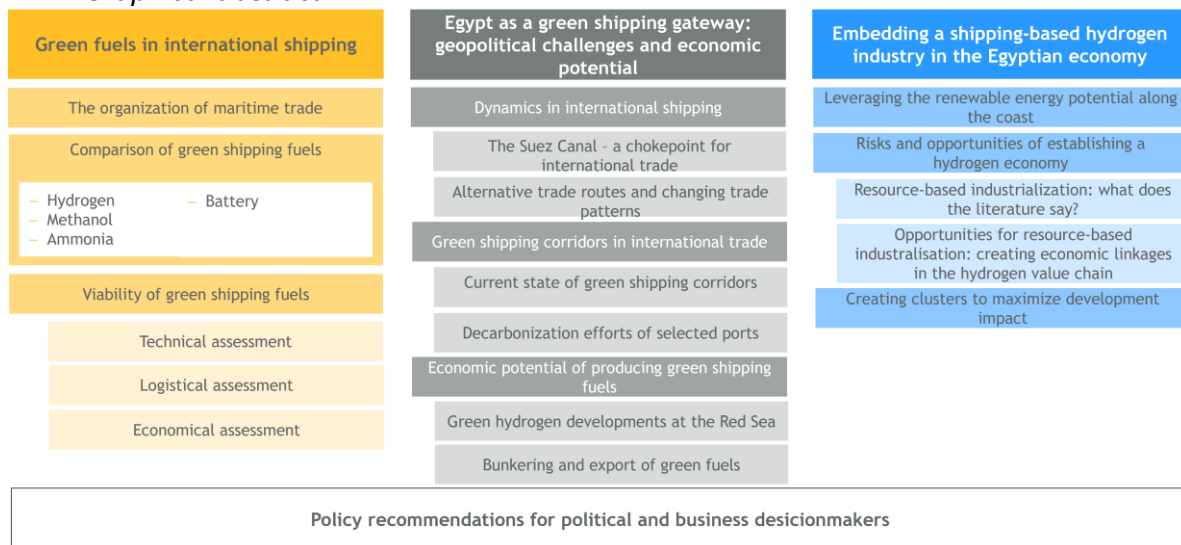 Graphical abstract
Green fuels in international shipping
The organization of maritime trade
Comparison of green shipping fuels
– Hydrogen
– Methanol
– Ammonia
– Battery
Viability of green shipping fuels
Technical assessment
Logistical assessment
Economical assessment
Egypt as a green shipping gateway:
geopolitical challenges and economic
potential
Dynamics in international shipping
The Suez Canal – a chokepoint for
international trade
Alternative trade routes and changing trade
patterns
Green shipping corridors in international trade
Current state of green shipping corridors
Decarbonization efforts of selected ports
Economic potential of producing green shipping
fuels
Green hydrogen developments at the Red Sea
Bunkering and export of green fuels
Embedding a shipping-based hydrogen
industry in the Egyptian economy
Leveraging the renewable energy potential along
the coast
Risks and opportunities of establishing a
hydrogen economy
Resource-based industrialization: what does
the literature say?
Opportunities for resource-based
industralisation: creating economic linkages
in the hydrogen value chain
Creating clusters to maximize development
impact
Policy recommendations for political and business desicionmakers